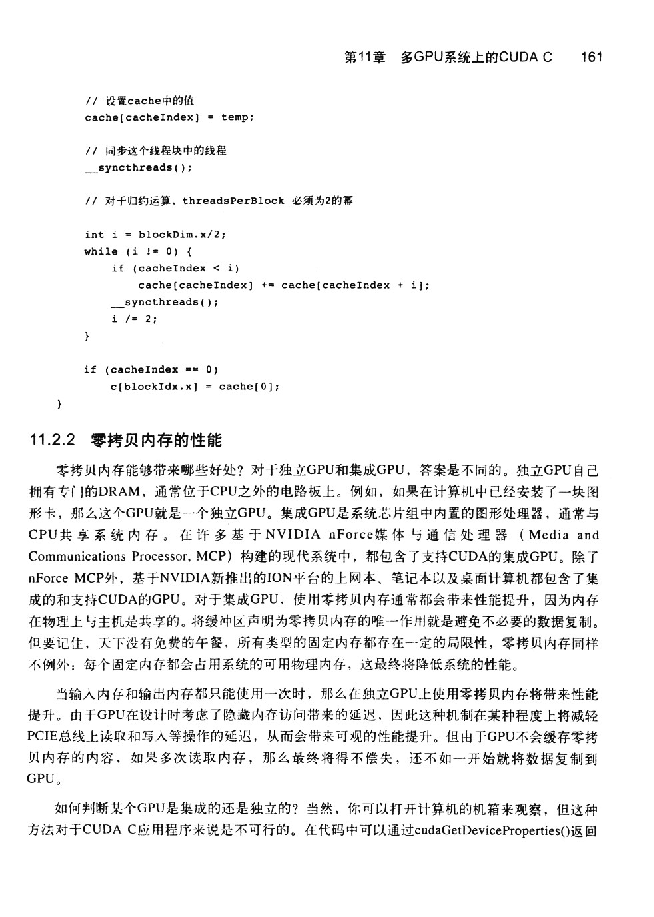 第11章 多GPU系统上的CUDA C 161
// 设置cache中的值
cache[cacheIndex] = temp;
// 同步这个线程块中的线程
__syncthreads();
// 对于归约运算，threadsPerBlock 必须为2的幂
int i = blockDim.x/2;
while (i != 0) {
if (cacheIndex < i)
cache[cacheIndex] += cache[cacheIndex + i];
__syncthreads();
i /= 2;
}
if (cacheIndex == 0)
c[blockIdx.x] = cache[0];
}
11.2.2 零拷贝内存的性能
零拷贝内存能够带来哪些好处？对于独立GPU和集成GPU，答案是不同的。独立GPU自己
拥有专门的DRAM，通常位于CPU之外的电路板上。例如，如果在计算机中已经安装了一块图
形卡，那么这个GPU就是一个独立GPU。集成GPU是系统芯片组中内置的图形处理器，通常与
CPU共享系统内存。在许多基于NVIDIA nForce媒体与通信处理器（Media and
Communications Processor, MCP）构建的现代系统中，都包含了支持CUDA的集成GPU。除了
nForce MCP外，基于NVIDIA新推出的ION平台的上网本、笔记本以及桌面计算机都包含了集
成的和支持CUDA的GPU。对于集成GPU，使用零拷贝内存通常都会带来性能提升，因为内存
在物理上与主机是共享的。将缓冲区声明为零拷贝内存的唯一作用就是避免不必要的数据复制。
但要记住，天下没有免费的午餐，所有类型的固定内存都存在一定的局限性，零拷贝内存同样
不例外：每个固定内存都会占用系统的可用物理内存，这最终将降低系统的性能。
当输入内存和输出内存都只能使用一次时，那么在独立GPU上使用零拷贝内存将带来性能
提升。由于GPU在设计时考虑了隐藏内存访问带来的延迟，因此这种机制在某种程度上将减轻
PCIE总线上读取和写入等操作的延迟，从而会带来可观的性能提升。但由于GPU不会缓存零拷
贝内存的内容，如果多次读取内存，那么最终将得不偿失，还不如一开始就将数据复制到
GPU。
如何判断某个GPU是集成的还是独立的？当然，你可以打开计算机的机箱来观察，但这种
方法对于CUDA C应用程序来说是不可行的。在代码中可以通过cudaGetDeviceProperties()返回